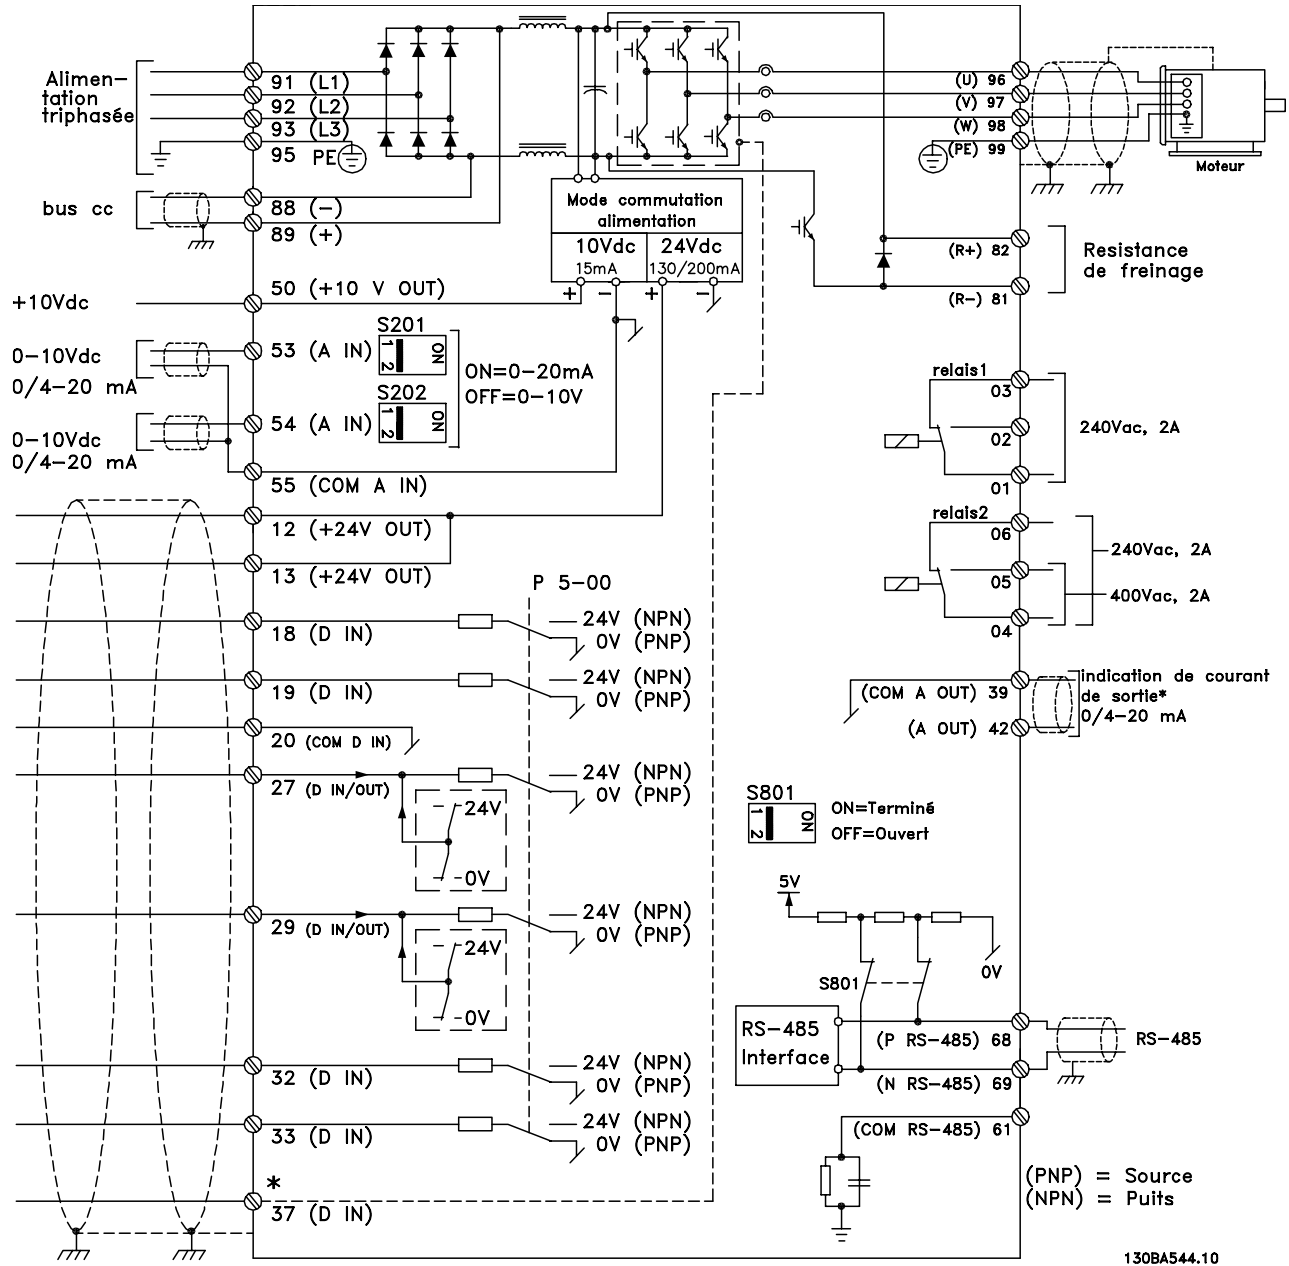 Alimen-
tation
triphasée
91 (L1)
92 (L2)
93 (L3)
95 PE
bus cc
88 (−)
89 (+)
+10Vdc
50 (+10 V OUT)
0−10Vdc
0/4−20 mA
53 (A IN)
S201
1 2 ON
0−10Vdc
0/4−20 mA
54 (A IN)
S202
1 2 ON
ON=0−20mA
OFF=0−10V
55 (COM A IN)
12 (+24V OUT)
13 (+24V OUT)
Mode commutation
alimentation
10Vdc
15mA
24Vdc
130/200mA
+ − + −
P 5-00
18 (D IN)
24V (NPN)
0V (PNP)
19 (D IN)
24V (NPN)
0V (PNP)
20 (COM D IN)
27 (D IN/OUT)
24V
0V
24V (NPN)
0V (PNP)
29 (D IN/OUT)
24V
0V
24V (NPN)
0V (PNP)
32 (D IN)
24V (NPN)
0V (PNP)
33 (D IN)
24V (NPN)
0V (PNP)
*
37 (D IN)
(U) 96
(V) 97
(W) 98
(PE) 99
Moteur
(R+) 82
(R−) 81
Resistance
de freinage
relais1
03
02
01
240Vac, 2A
relais2
06
05
04
240Vac, 2A
400Vac, 2A
(COM A OUT) 39
(A OUT) 42
indication de courant
de sortie*
0/4−20 mA
S801
1 2 ON
ON=Terminé
OFF=Ouvert
5V
0V
S801
RS-485
Interface
(P RS-485) 68
(N RS-485) 69
(COM RS-485) 61
RS-485
(PNP) = Source
(NPN) = Puits
130BA544.10